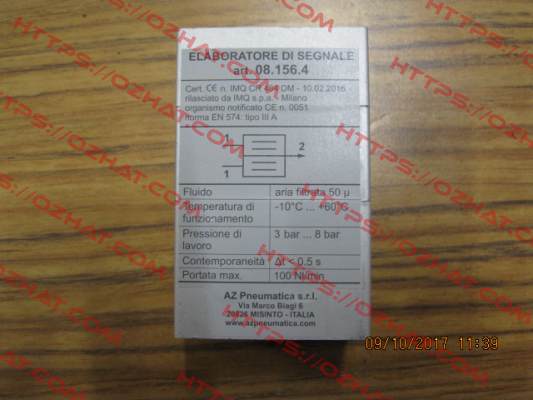 ELABORATORE DI SEGNALE
art. 08.156.4
Cert. CE n. IMQ CR 464 DM - 10.02.2016
rilasciato da IMQ s.p.a. - Milano
organismo notificato CE n. 0051
norma EN 574: tipo III A
1
2
1
Fluido aria filtrata 50 µ
Temperatura di funzionamento -10°C ... +60°C
Pressione di lavoro 3 bar ... 8 bar
Contemporaneità Δt < 0.5 s
Portata max. 100 Nl/min
AZ Pneumatica s.r.l.
Via Marco Biagi 6
20826 MISINTO - ITALIA
www.azpneumatica.com
09/10/2017 11:39
HTTPS://OZHAT.COM